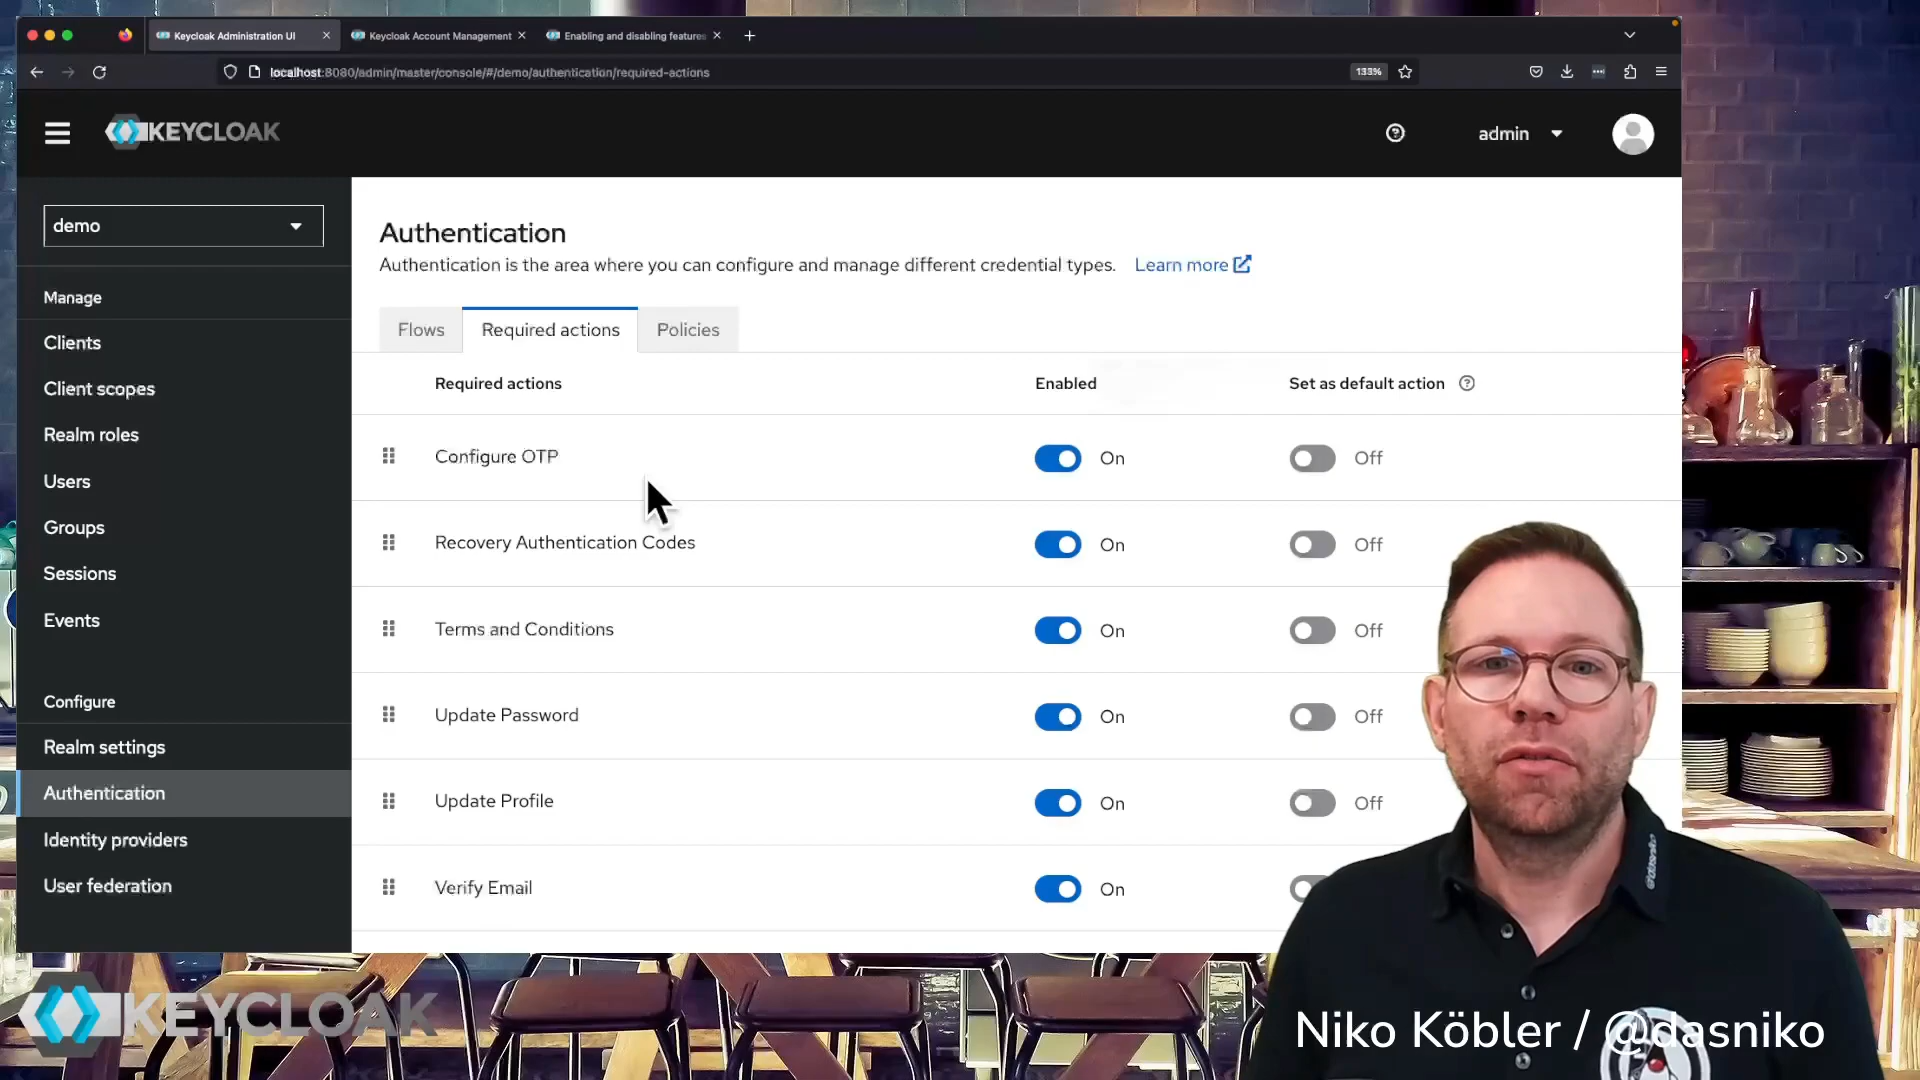 Keycloak Administration UI
Keycloak Account Management
Enabling and disabling features
localhost:8080/admin/master/console/#/demo/authentication/required-actions
133%
KEYCLOAK
admin
demo
Manage
Clients
Client scopes
Realm roles
Users
Groups
Sessions
Events
Configure
Realm settings
Authentication
Identity providers
User federation
Authentication
Authentication is the area where you can configure and manage different credential types. Learn more
Flows
Required actions
Policies
Required actions Enabled Set as default action
Configure OTP On Off
Recovery Authentication Codes On Off
Terms and Conditions On Off
Update Password On Off
Update Profile On Off
Verify Email On
KEYCLOAK
Niko Köbler / @dasniko